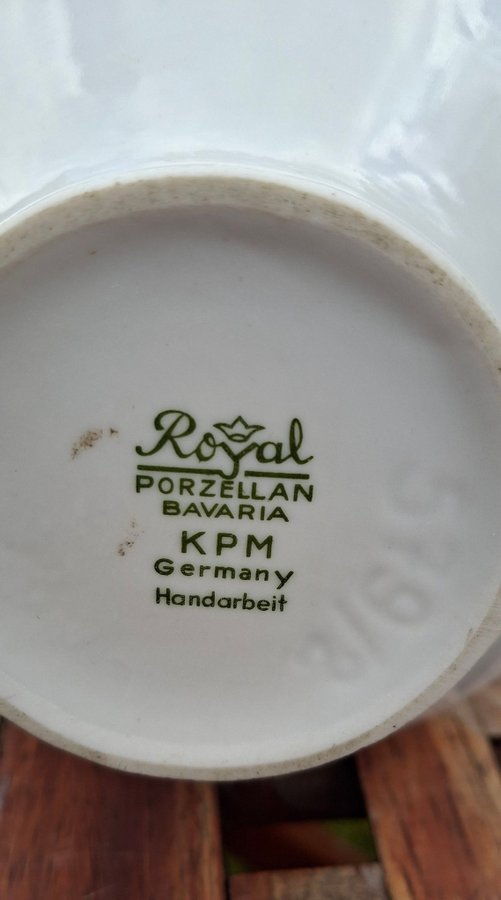 Royal
PORZELLAN
BAVARIA
KPM
Germany
Handarbeit